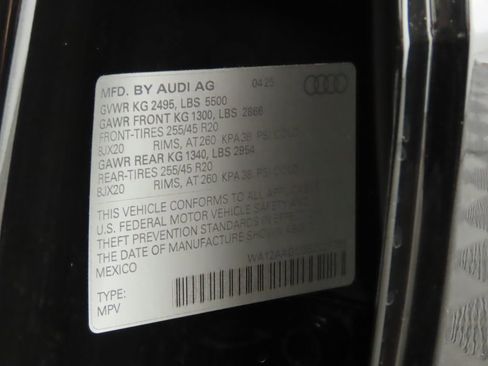 MFD. BY AUDI AG 04 25
GVWR KG 2495, LBS 5500
GAWR FRONT KG 1300, LBS 2866
FRONT-TIRES 255/45 R20
8JX20 RIMS, AT 260 KPA 38 PSI COLD
GAWR REAR KG 1340, LBS 2954
REAR-TIRES 255/45 R20
8JX20 RIMS, AT 260 KPA 38 PSI COLD
THIS VEHICLE CONFORMS TO ALL APPLICABLE
U.S. FEDERAL MOTOR VEHICLE SAFETY AND
THEFT PREVENTION STANDARDS IN EFFECT
THE DATE OF MANUFACTURE SHOWN
MEXICO
TYPE:
MPV